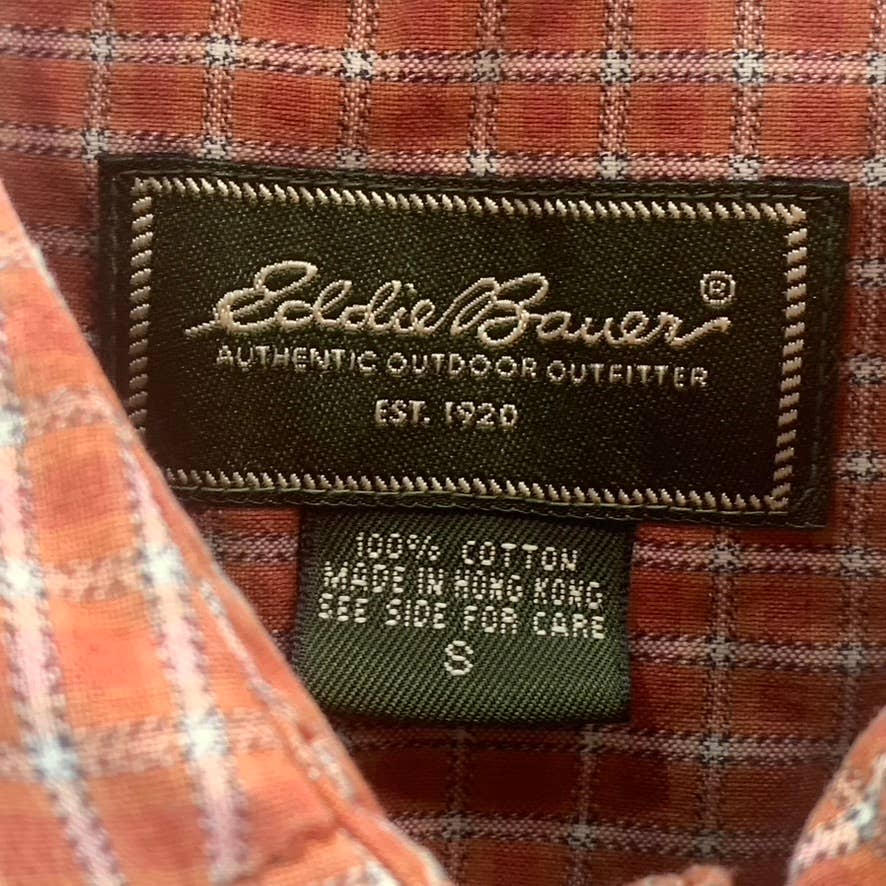 Eddie Bauer®
AUTHENTIC OUTDOOR OUTFITTER
EST. 1920
100% COTTON
MADE IN HONG KONG
SEE SIDE FOR CARE
S